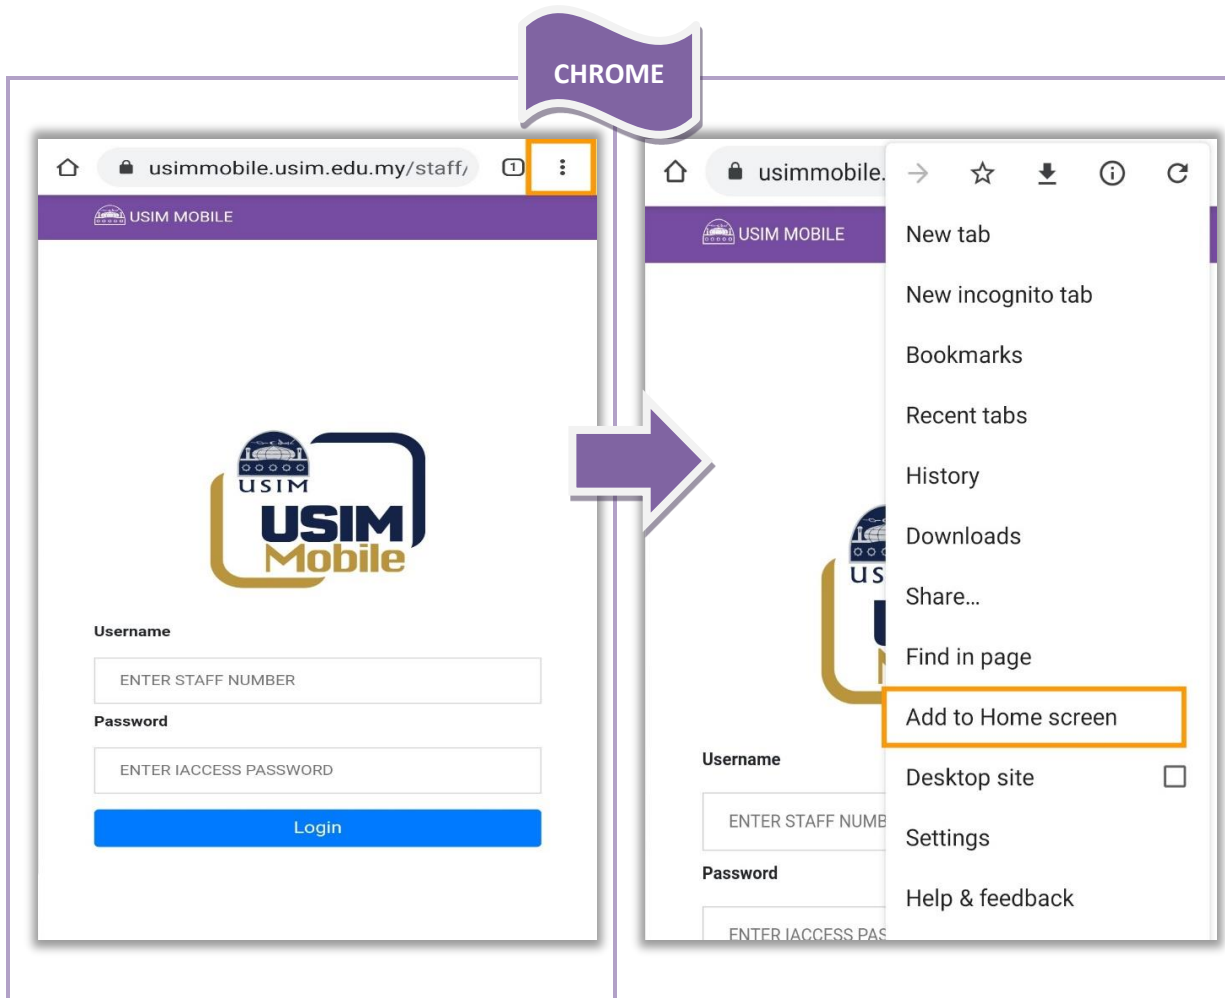 CHROME
usimmobile.usim.edu.my/staff/
1
USIM MOBILE
USIM
USIM
Mobile
Username
ENTER STAFF NUMBER
Password
ENTER IACCESS PASSWORD
Login
usimmobile.
USIM MOBILE
New tab
New incognito tab
Bookmarks
Recent tabs
History
Downloads
Share...
Find in page
Add to Home screen
Desktop site
Settings
Help & feedback
US
U
M
Username
ENTER STAFF NUMB
Password
ENTER IACCESS PAS